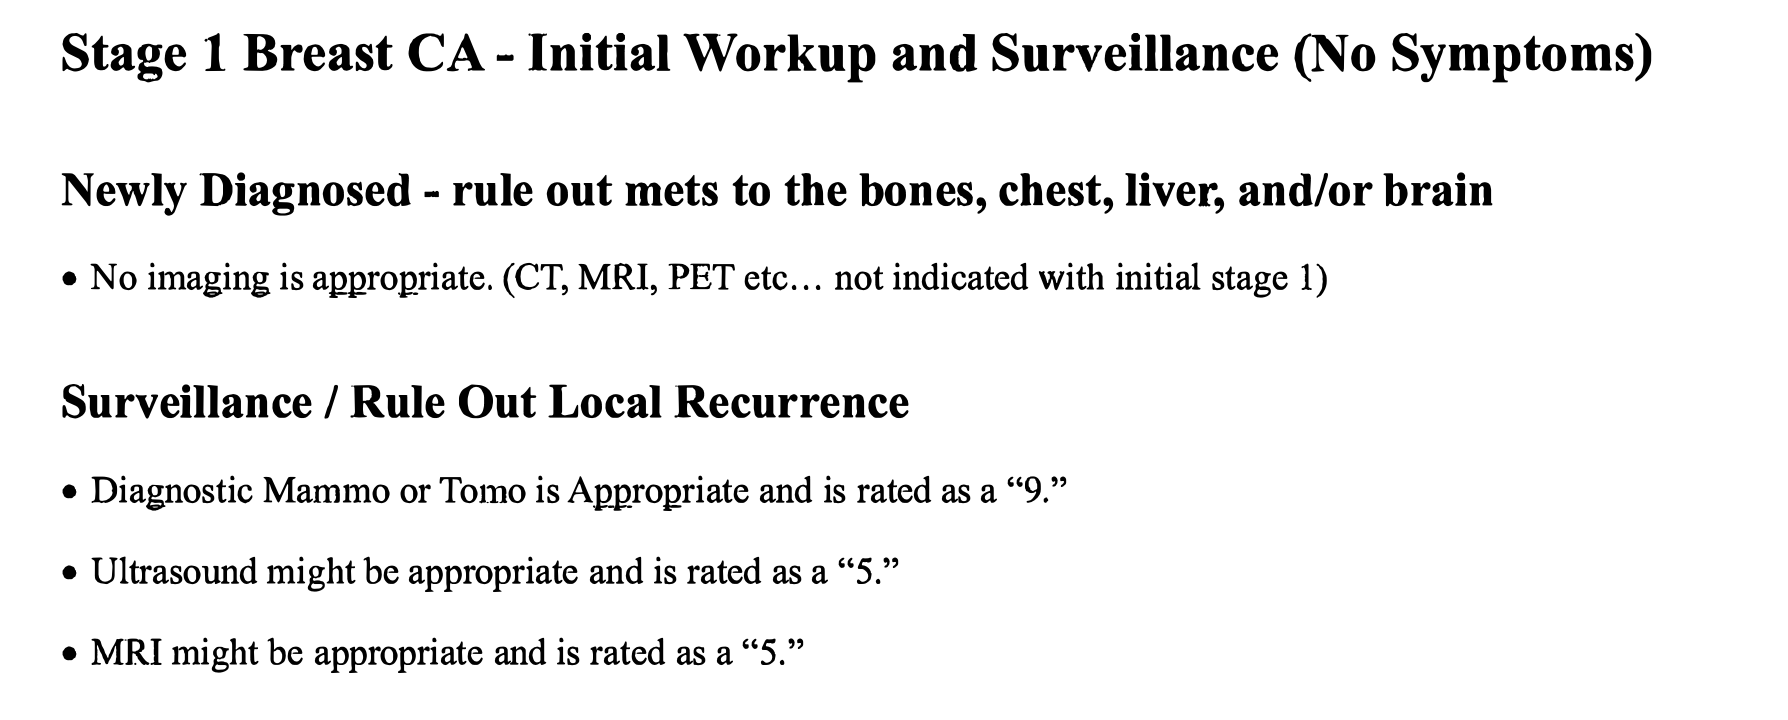 Stage 1 Breast CA - Initial Workup and Surveillance (No Symptoms)
Newly Diagnosed - rule out mets to the bones, chest, liver, and/or brain
• No imaging is appropriate. (CT, MRI, PET etc… not indicated with initial stage 1)
Surveillance / Rule Out Local Recurrence
• Diagnostic Mammo or Tomo is Appropriate and is rated as a “9.”
• Ultrasound might be appropriate and is rated as a “5.”
• MRI might be appropriate and is rated as a “5.”